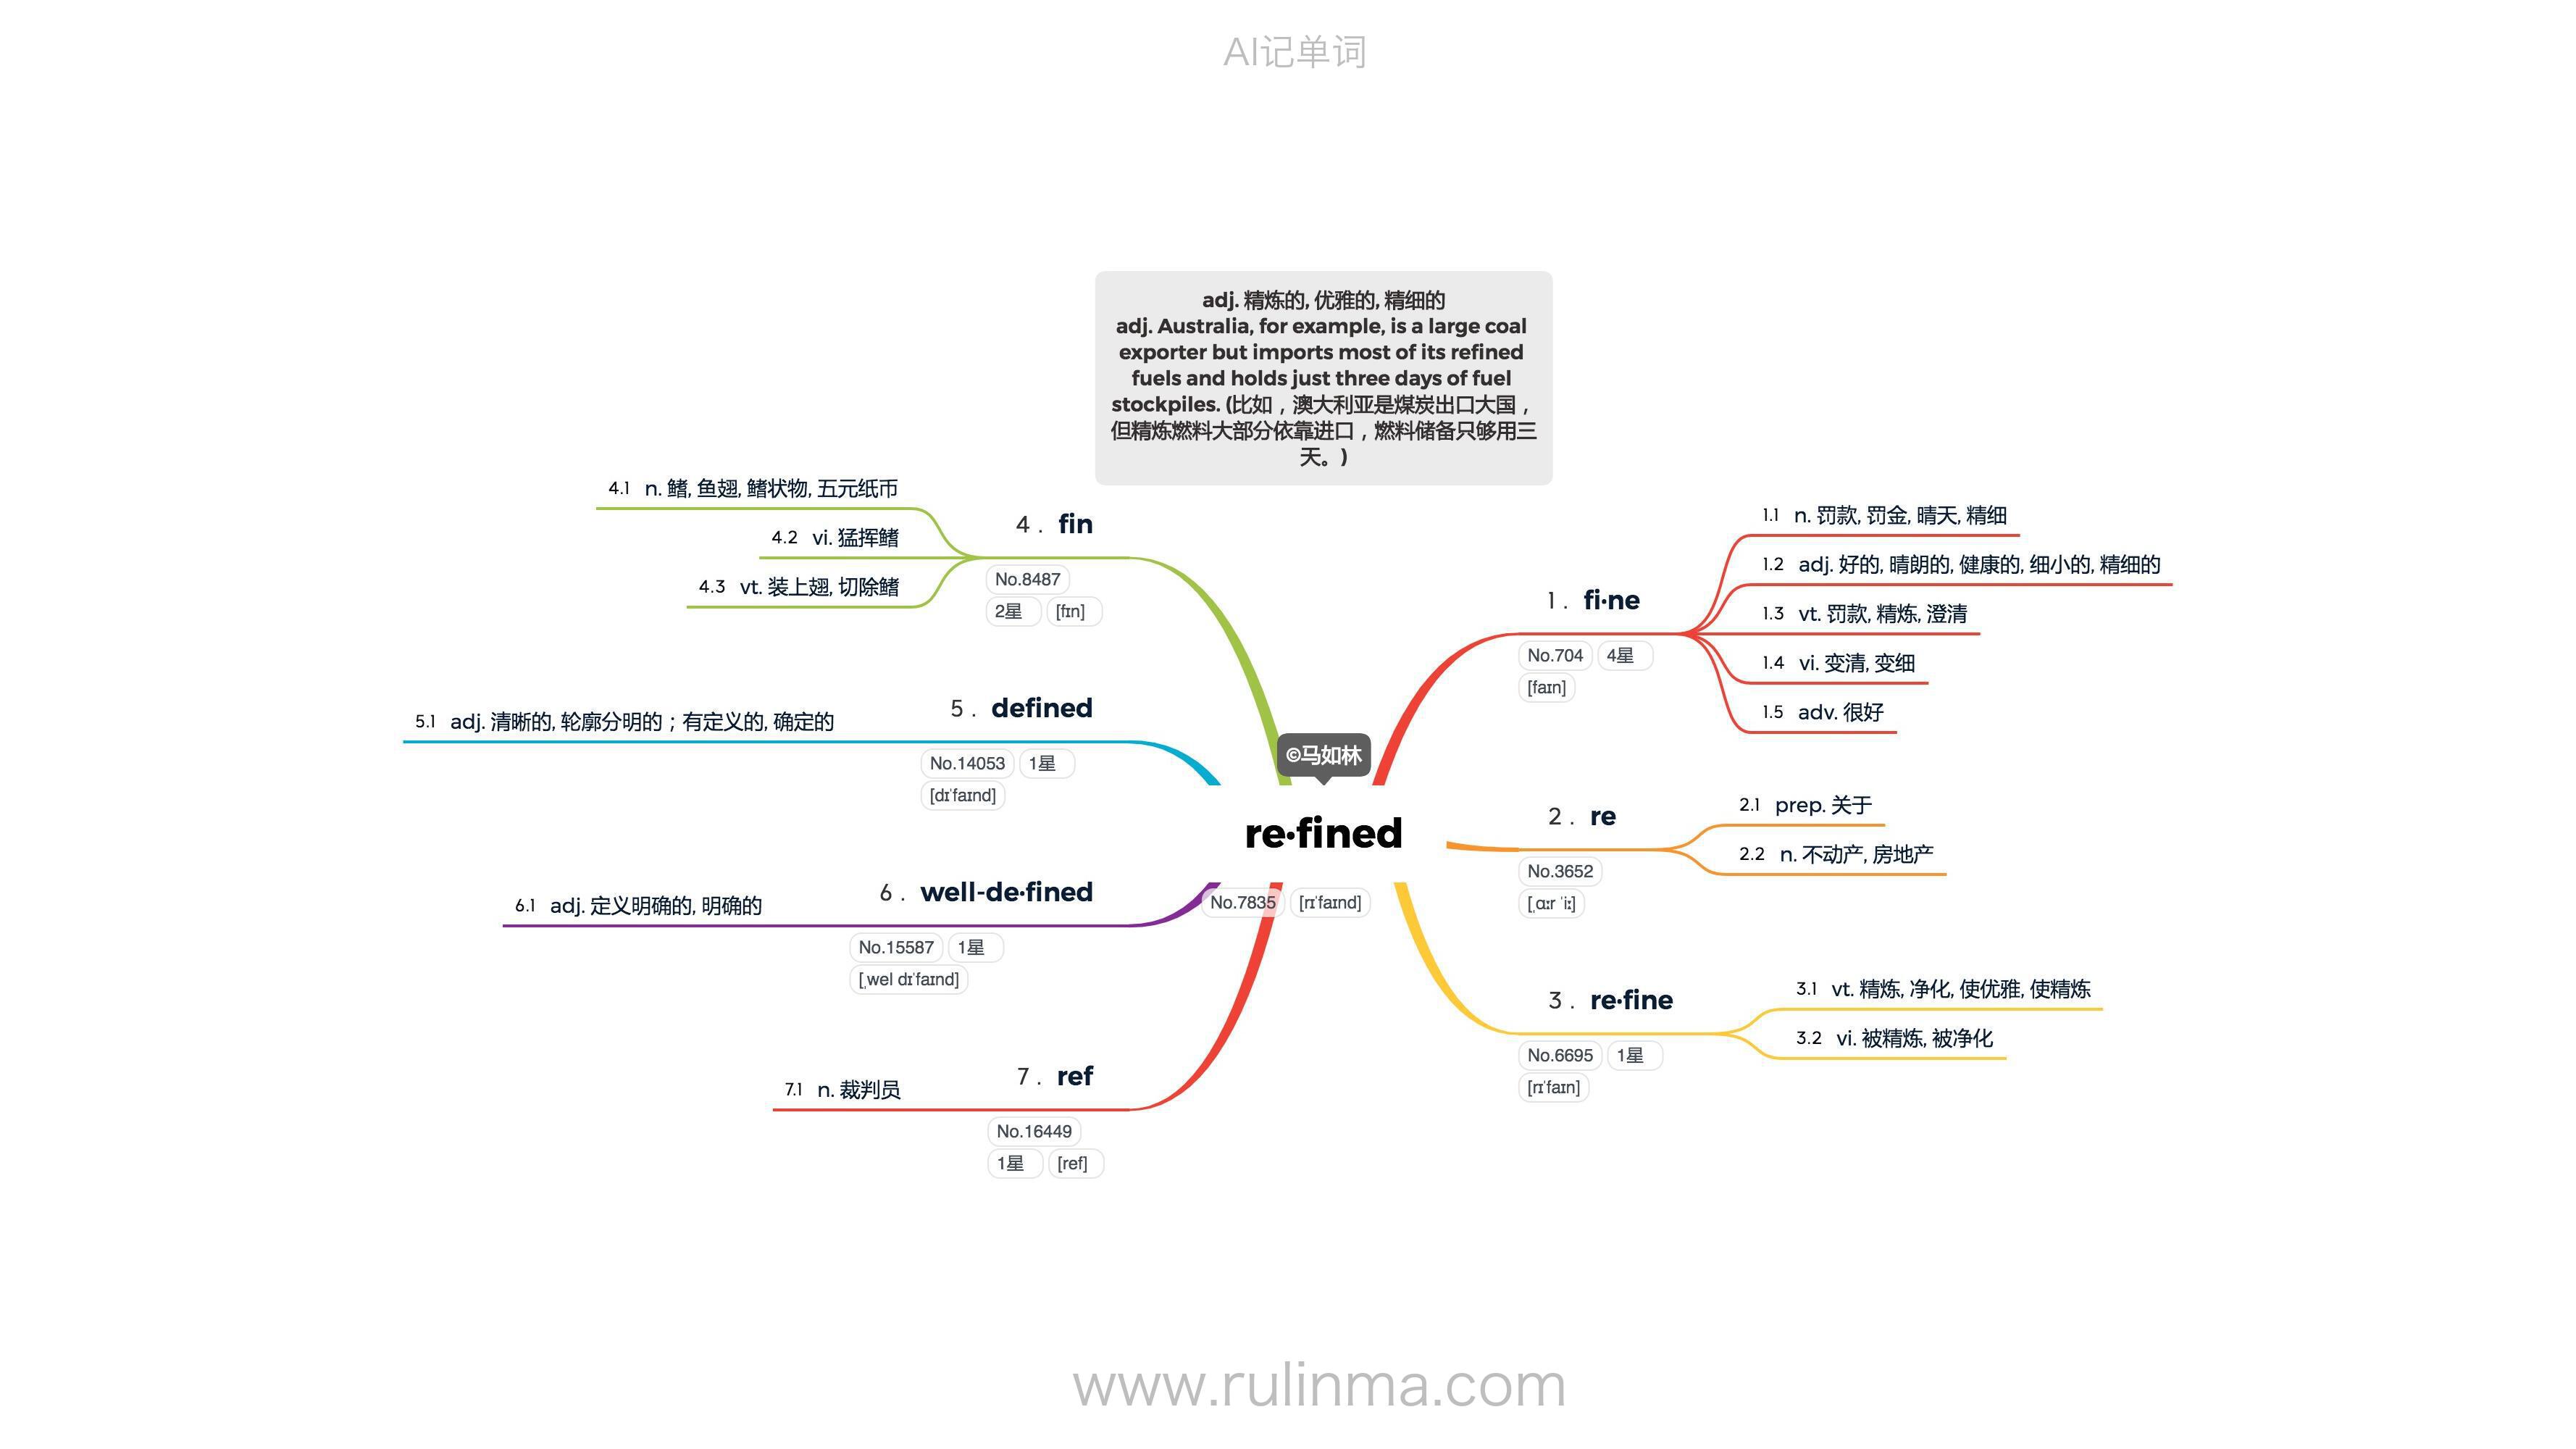 AI记单词
adj. 精炼的, 优雅的, 精细的
adj. Australia, for example, is a large coal
exporter but imports most of its refined
fuels and holds just three days of fuel
stockpiles. (比如，澳大利亚是煤炭出口大国，
但精炼燃料大部分依靠进口，燃料储备只够用三
天。)
©马如林
re·fined
No.7835 [rɪˈfaɪnd]
1. fi·ne
No.704 4星
[faɪn]
1.1 n. 罚款, 罚金, 晴天, 精细
1.2 adj. 好的, 晴朗的, 健康的, 细小的, 精细的
1.3 vt. 罚款, 精炼, 澄清
1.4 vi. 变清, 变细
1.5 adv. 很好
2. re
No.3652
[ˌɑːr ˈiː]
2.1 prep. 关于
2.2 n. 不动产, 房地产
3. re·fine
No.6695 1星
[rɪˈfaɪn]
3.1 vt. 精炼, 净化, 使优雅, 使精炼
3.2 vi. 被精炼, 被净化
4. fin
No.8487
2星 [fɪn]
4.1 n. 鳍, 鱼翅, 鳍状物, 五元纸币
4.2 vi. 猛挥鳍
4.3 vt. 装上翅, 切除鳍
5. defined
No.14053 1星
[dɪˈfaɪnd]
5.1 adj. 清晰的, 轮廓分明的；有定义的, 确定的
6. well-de·fined
No.15587 1星
[ˌwel dɪˈfaɪnd]
6.1 adj. 定义明确的, 明确的
7. ref
No.16449
1星 [ref]
7.1 n. 裁判员
www.rulinma.com